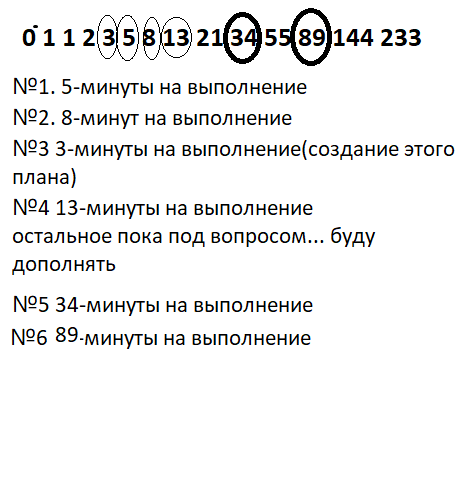 0 1 1 2 3 5 8 13 21 34 55 89 144 233
№1. 5-минуты на выполнение
№2. 8-минут на выполнение
№3 3-минуты на выполнение(создание этого
плана)
№4 13-минуты на выполнение
остальное пока под вопросом... буду
дополнять
№5 34-минуты на выполнение
№6 89-минуты на выполнение